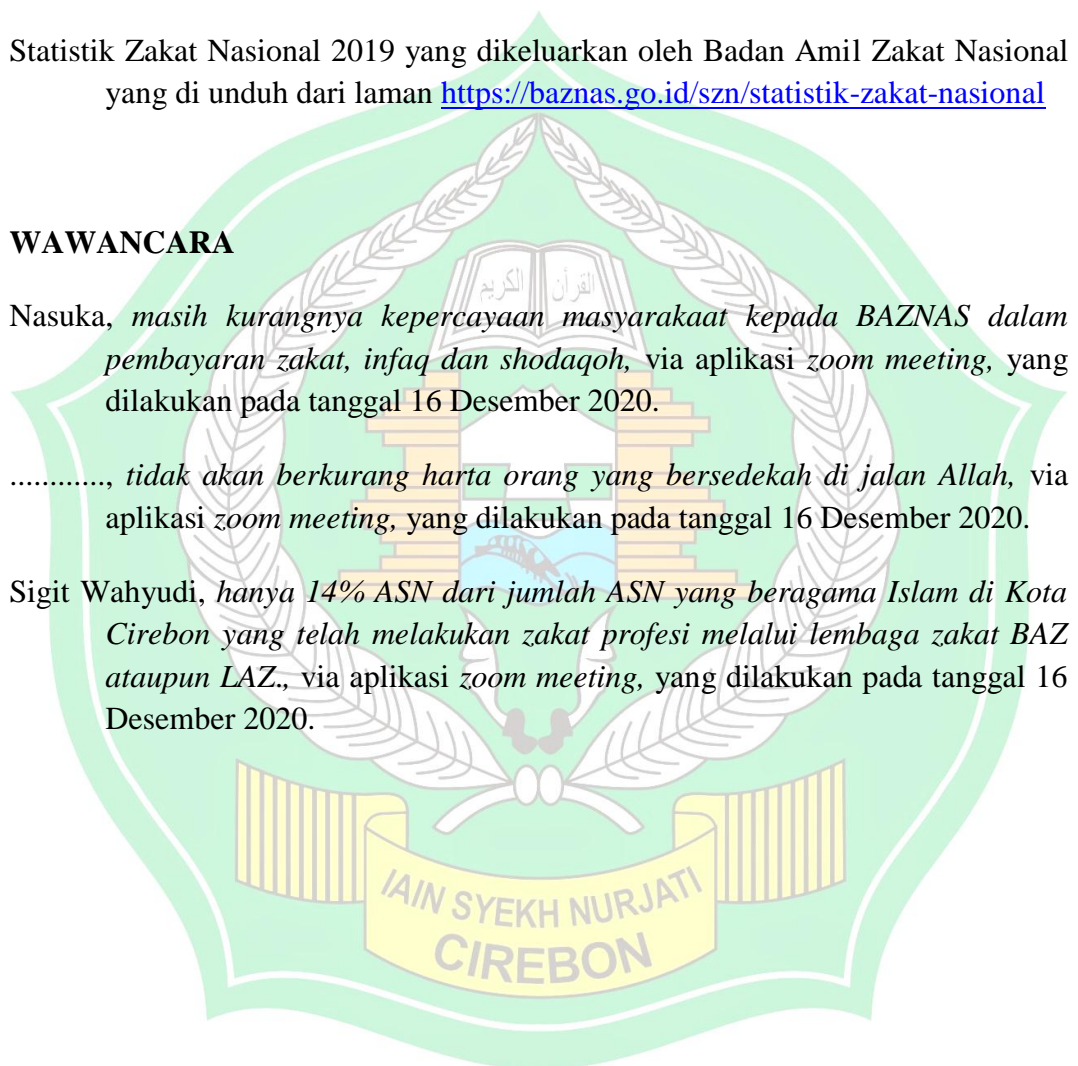 Statistik Zakat Nasional 2019 yang dikeluarkan oleh Badan Amil Zakat Nasional
yang di unduh dari laman https://baznas.go.id/szn/statistik-zakat-nasional
WAWANCARA
القرأن الكريم
Nasuka, masih kurangnya kepercayaan masyarakaat kepada BAZNAS dalam
pembayaran zakat, infaq dan shodaqoh, via aplikasi zoom meeting, yang
dilakukan pada tanggal 16 Desember 2020.
............, tidak akan berkurang harta orang yang bersedekah di jalan Allah, via
aplikasi zoom meeting, yang dilakukan pada tanggal 16 Desember 2020.
Sigit Wahyudi, hanya 14% ASN dari jumlah ASN yang beragama Islam di Kota
Cirebon yang telah melakukan zakat profesi melalui lembaga zakat BAZ
ataupun LAZ., via aplikasi zoom meeting, yang dilakukan pada tanggal 16
Desember 2020.
IAIN SYEKH NURJATI
CIREBON